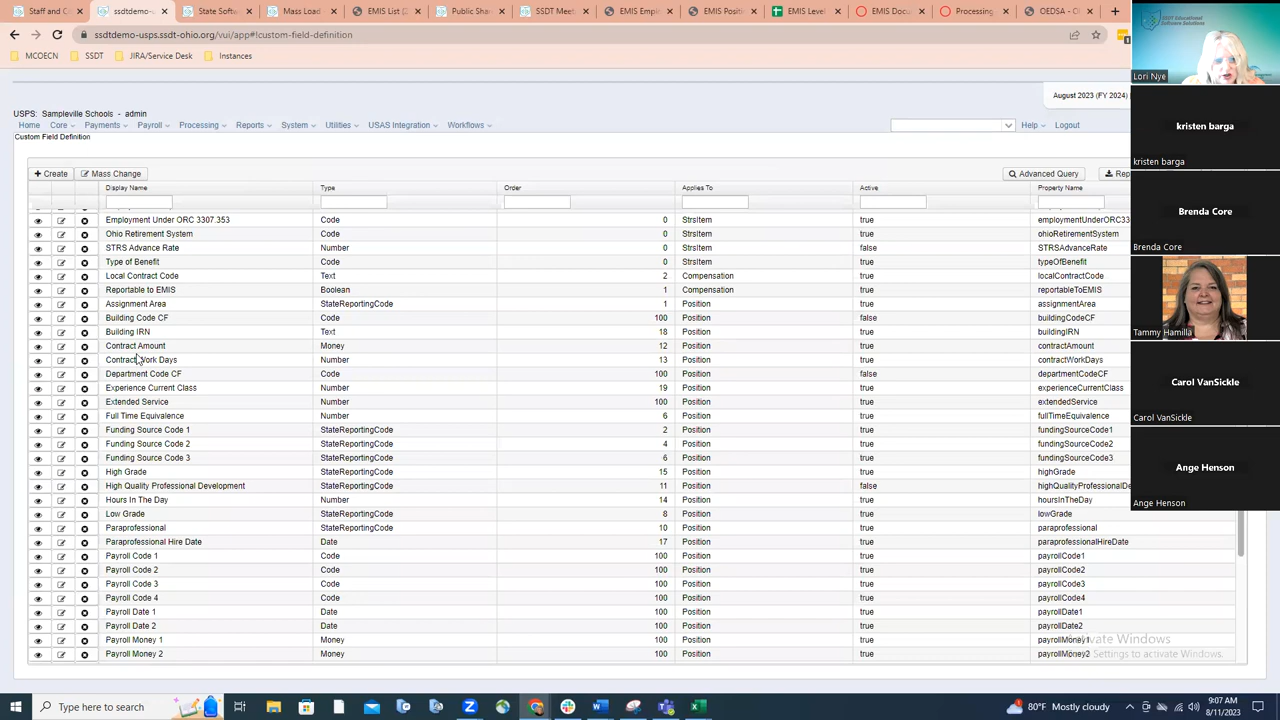 Staff and C
ssdtdemo-
State Softw
Mass Load
EMIS List (
Public Shar
SSDT Meet
EMIS Empl
EMIS Positi
EMIS Level
EMIS Docu
Processing
OEDSA - O
ssdtdemo-usps.ssdt-ohio.org/vui/app#!custom-field-definition
MCOECN SSDT JIRA/Service Desk Instances
SSDT Educational Software Solutions
Lori Nye
August 2023 (FY 2024)
USPS: Sampleville Schools - admin
Home Core Payments Payroll Processing Reports System Utilities USAS Integration Workflows Help Logout
Custom Field Definition
Create Mass Change Advanced Query Rep
Display Name Type Order Applies To Active Property Name
Employment Under ORC 3307.353 Code 0 StrsItem true employmentUnderORC33
Ohio Retirement System Code 0 StrsItem true ohioRetirementSystem
STRS Advance Rate Number 0 StrsItem false STRSAdvanceRate
Type of Benefit Code 0 StrsItem true typeOfBenefit
Local Contract Code Text 2 Compensation true localContractCode
Reportable to EMIS Boolean 1 Compensation true reportableToEMIS
Assignment Area StateReportingCode 1 Position true assignmentArea
Building Code CF Code 100 Position false buildingCodeCF
Building IRN Text 18 Position true buildingIRN
Contract Amount Money 12 Position true contractAmount
Contract Work Days Number 13 Position true contractWorkDays
Department Code CF Code 100 Position false departmentCodeCF
Experience Current Class Number 19 Position true experienceCurrentClass
Extended Service Number 100 Position true extendedService
Full Time Equivalence Number 6 Position true fullTimeEquivalence
Funding Source Code 1 StateReportingCode 2 Position true fundingSourceCode1
Funding Source Code 2 StateReportingCode 4 Position true fundingSourceCode2
Funding Source Code 3 StateReportingCode 6 Position true fundingSourceCode3
High Grade StateReportingCode 15 Position true highGrade
High Quality Professional Development StateReportingCode 11 Position false highQualityProfessionalDe
Hours In The Day Number 14 Position true hoursInTheDay
Low Grade StateReportingCode 8 Position true lowGrade
Paraprofessional StateReportingCode 10 Position true paraprofessional
Paraprofessional Hire Date Date 17 Position true paraprofessionalHireDate
Payroll Code 1 Code 100 Position true payrollCode1
Payroll Code 2 Code 100 Position true payrollCode2
Payroll Code 3 Code 100 Position true payrollCode3
Payroll Code 4 Code 100 Position true payrollCode4
Payroll Date 1 Date 100 Position true payrollDate1
Payroll Date 2 Date 100 Position true payrollDate2
Payroll Money 1 Money 100 Position true payrollMoney1
Payroll Money 2 Money 100 Position true payrollMoney2
Activate Windows
Settings to activate Windows.
kristen barga
kristen barga
Brenda Core
Brenda Core
Tammy Hamilla
Carol VanSickle
Carol VanSickle
Ange Henson
Ange Henson
Type here to search
80°F Mostly cloudy
9:07 AM
8/11/2023